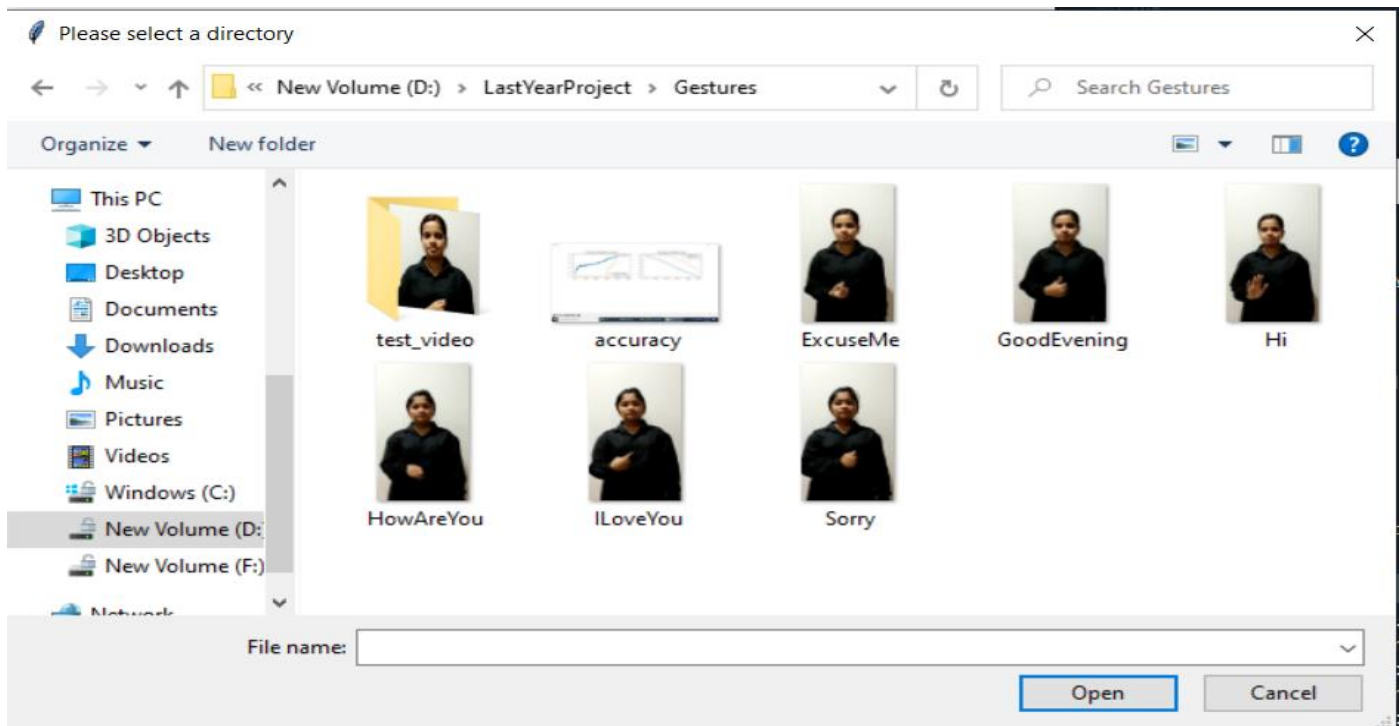 Please select a directory
« New Volume (D:) › LastYearProject › Gestures
Search Gestures
Organize
New folder
This PC
3D Objects
Desktop
Documents
Downloads
Music
Pictures
Videos
Windows (C:)
New Volume (D:
New Volume (F:)
Network
test_video
accuracy
ExcuseMe
GoodEvening
Hi
HowAreYou
ILoveYou
Sorry
File name:
Open
Cancel